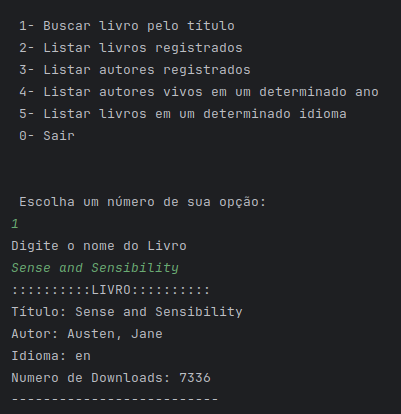 1- Buscar livro pelo título
2- Listar livros registrados
3- Listar autores registrados
4- Listar autores vivos em um determinado ano
5- Listar livros em um determinado idioma
0- Sair
Escolha um número de sua opção:
1
Digite o nome do Livro
Sense and Sensibility
::::::::::LIVRO::::::::::
Título: Sense and Sensibility
Autor: Austen, Jane
Idioma: en
Numero de Downloads: 7336
--------------------------